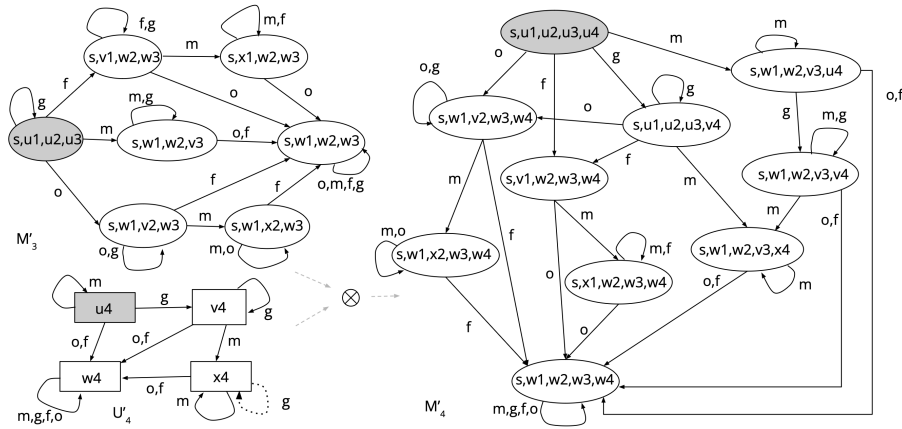 f,g
m,f
s,v1,w2,w3
m
s,x1,w2,w3
f
o
o
g
m,g
s,u1,u2,u3
m
s,w1,w2,v3
o,f
s,w1,w2,w3
o,m,f,g
o
f
f
s,w1,v2,w3
m
s,w1,x2,w3
o,g
m,o
M'3
m
u4
g
v4
g
o,f
o,f
m
w4
o,f
x4
m,g,f,o
m
g
U'4
⊗
s,u1,u2,u3,u4
m
m
o
f
g
s,w1,w2,v3,u4
o,f
o,g
g
s,w1,v2,w3,w4
o
s,u1,u2,u3,v4
g
m,g
f
s,v1,w2,w3,w4
s,w1,w2,v3,v4
m
m
m
o,f
m
f
m,o
s,w1,x2,w3,w4
m,f
s,w1,w2,v3,x4
m
o
s,x1,w2,w3,w4
o,f
f
o
s,w1,w2,w3,w4
m,g,f,o
M'4